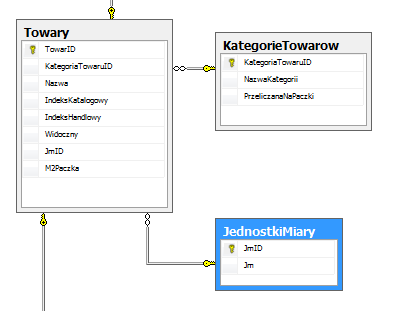 Towary
TowarID
KategoriaTowaruID
Nazwa
IndeksKatalogowy
IndeksHandlowy
Widoczny
JmID
M2Paczka
KategorieTowarow
KategoriaTowaruID
NazwaKategorii
PrzeliczanaNaPaczki
JednostkiMiary
JmID
Jm